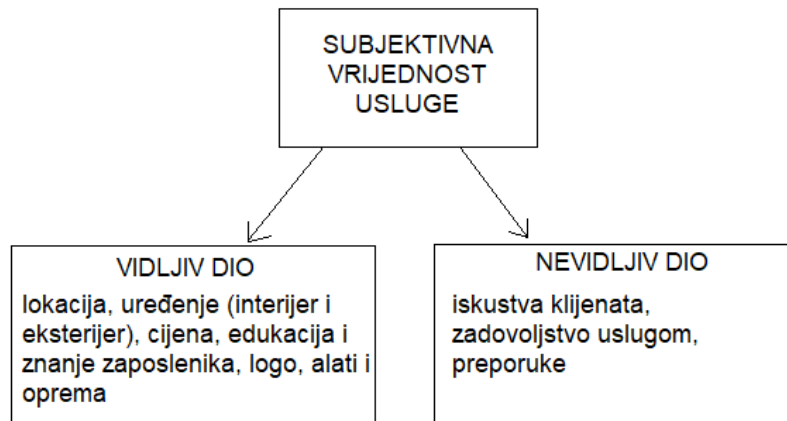 SUBJEKTIVNA
VRIJEDNOST
USLUGE
VIDLJIV DIO
lokacija, uređenje (interijer i
eksterijer), cijena, edukacija i
znanje zaposlenika, logo, alati i
oprema
NEVIDLJIV DIO
iskustva klijenata,
zadovoljstvo uslugom,
preporuke